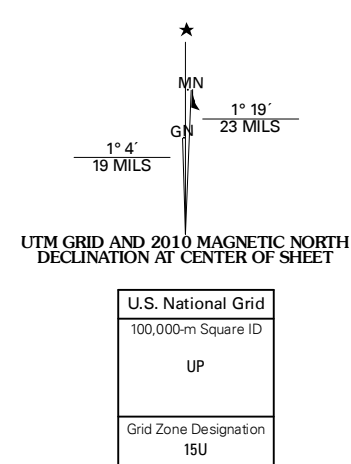 ★
MN
1° 19´
23 MILS
GN
1° 4´
19 MILS
UTM GRID AND 2010 MAGNETIC NORTH
DECLINATION AT CENTER OF SHEET
U.S. National Grid
100,000-m Square ID
UP
Grid Zone Designation
15U